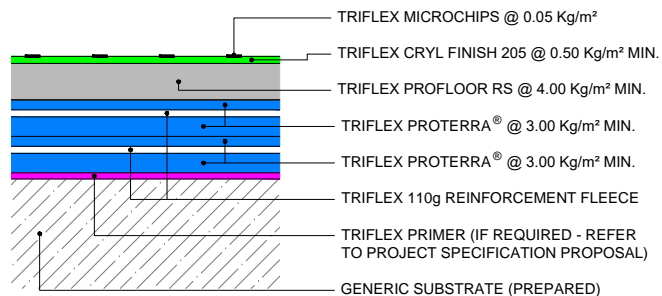 TRIFLEX MICROCHIPS @ 0.05 Kg/m²
TRIFLEX CRYL FINISH 205 @ 0.50 Kg/m² MIN.
TRIFLEX PROFLOOR RS @ 4.00 Kg/m² MIN.
TRIFLEX PROTERRA® @ 3.00 Kg/m² MIN.
TRIFLEX PROTERRA® @ 3.00 Kg/m² MIN.
TRIFLEX 110g REINFORCEMENT FLEECE
TRIFLEX PRIMER (IF REQUIRED - REFER
TO PROJECT SPECIFICATION PROPOSAL)
GENERIC SUBSTRATE (PREPARED)